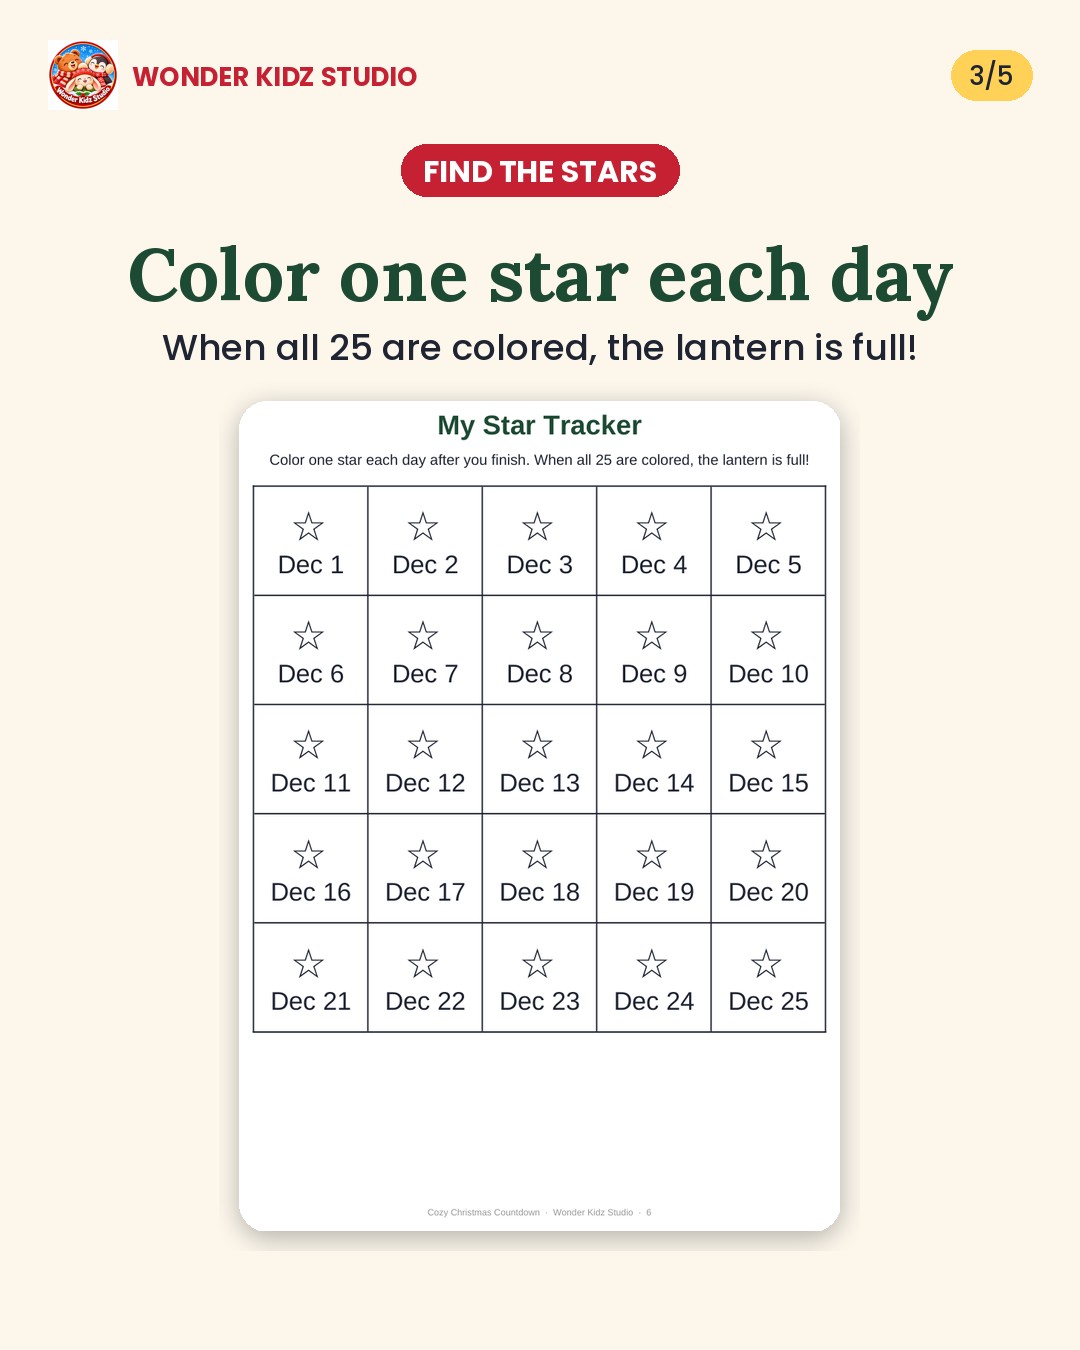 Wonder Kidz Studio
WONDER KIDZ STUDIO
3/5
FIND THE STARS
Color one star each day
When all 25 are colored, the lantern is full!
My Star Tracker
Color one star each day after you finish. When all 25 are colored, the lantern is full!
Dec 1 Dec 2 Dec 3 Dec 4 Dec 5
Dec 6 Dec 7 Dec 8 Dec 9 Dec 10
Dec 11 Dec 12 Dec 13 Dec 14 Dec 15
Dec 16 Dec 17 Dec 18 Dec 19 Dec 20
Dec 21 Dec 22 Dec 23 Dec 24 Dec 25
Cozy Christmas Countdown · Wonder Kidz Studio · 6